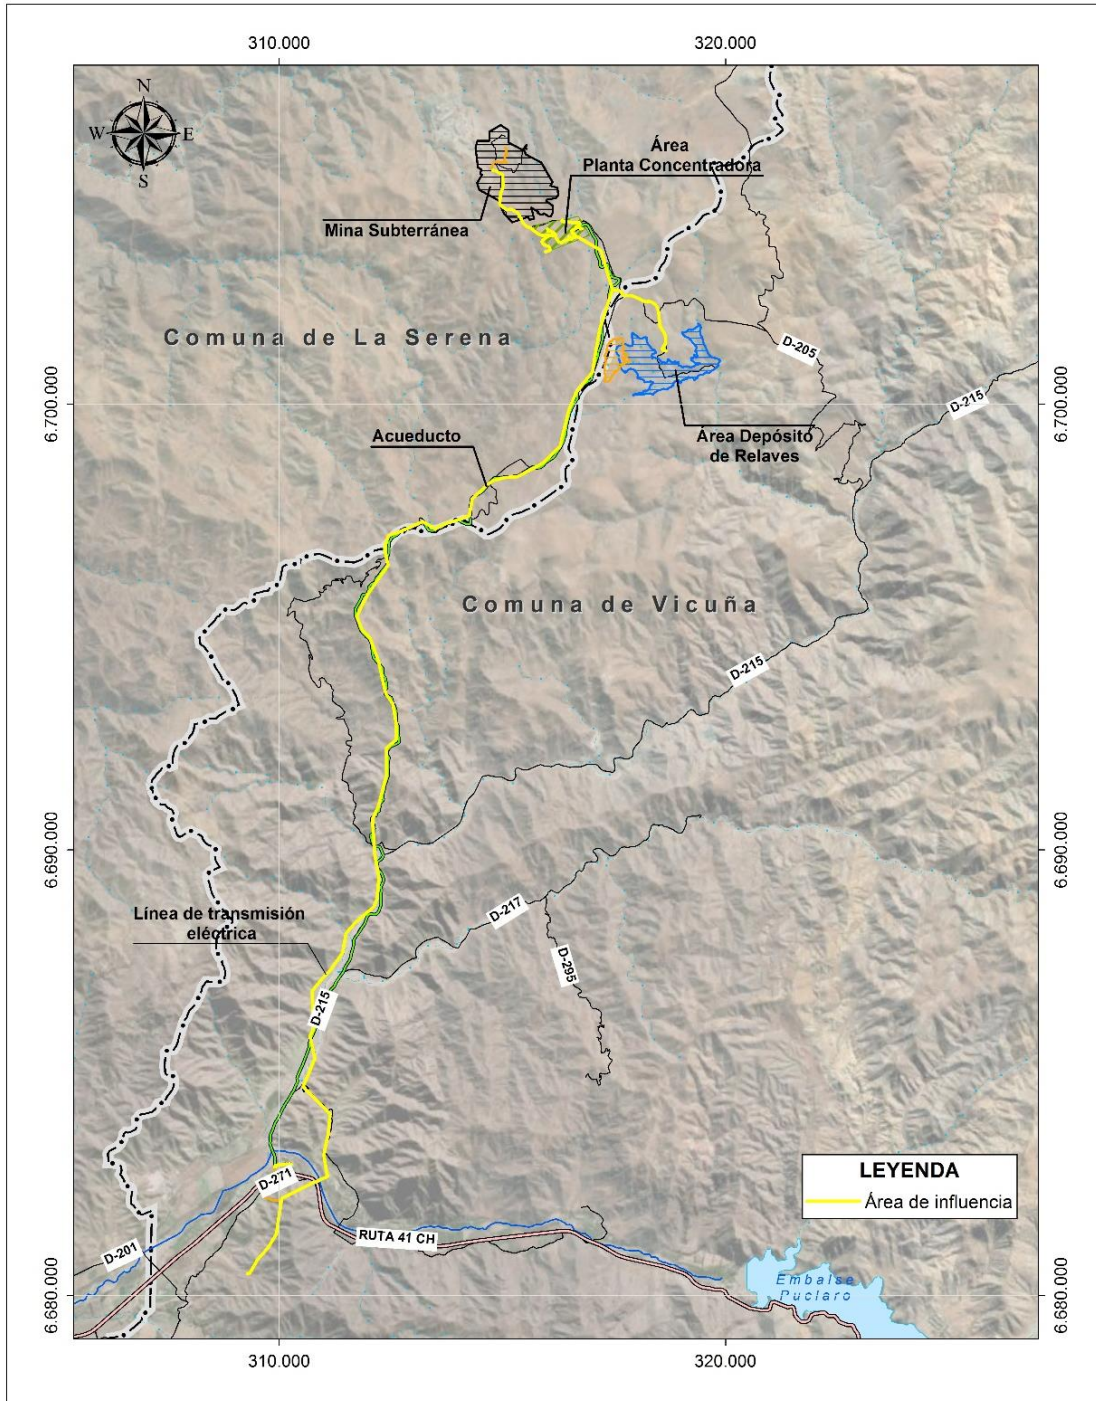 310.000
320.000
N
W
E
S
Área
Planta Concentradora
Mina Subterránea
Comuna de La Serena
D-205
D-215
6.700.000
6.700.000
Acueducto
Área Depósito
de Relaves
Comuna de Vicuña
D-215
6.690.000
6.690.000
D-217
Línea de transmisión
eléctrica
D-295
D-215
LEYENDA
Área de influencia
D-271
D-201
RUTA 41 CH
Embalse
Puclaro
6.680.000
6.680.000
310.000
320.000